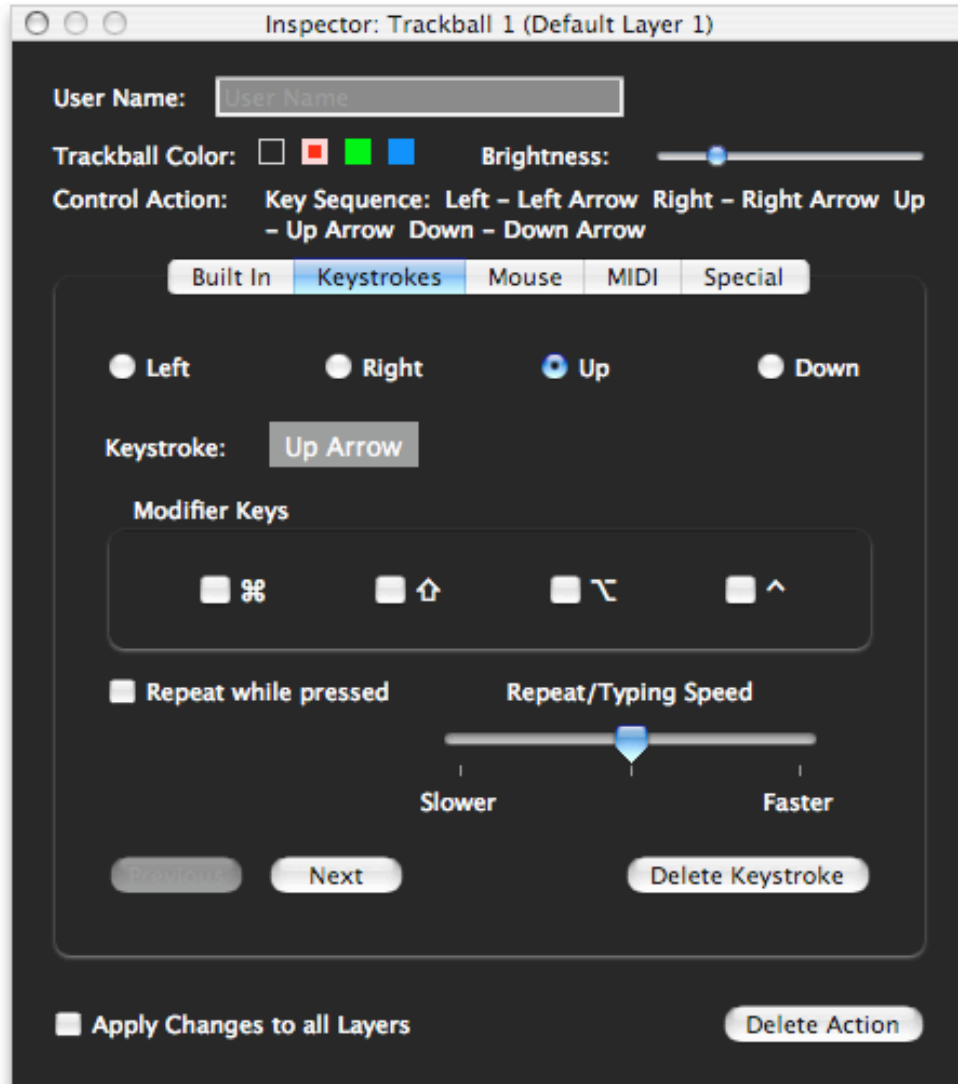 Inspector: Trackball 1 (Default Layer 1)
User Name: User Name
Trackball Color: Brightness:
Control Action: Key Sequence: Left – Left Arrow Right – Right Arrow Up
– Up Arrow Down – Down Arrow
Built In Keystrokes Mouse MIDI Special
Left Right Up Down
Keystroke: Up Arrow
Modifier Keys
⌘ ⇧ ⌥ ^
Repeat while pressed Repeat/Typing Speed
Slower Faster
Previous Next Delete Keystroke
Apply Changes to all Layers Delete Action